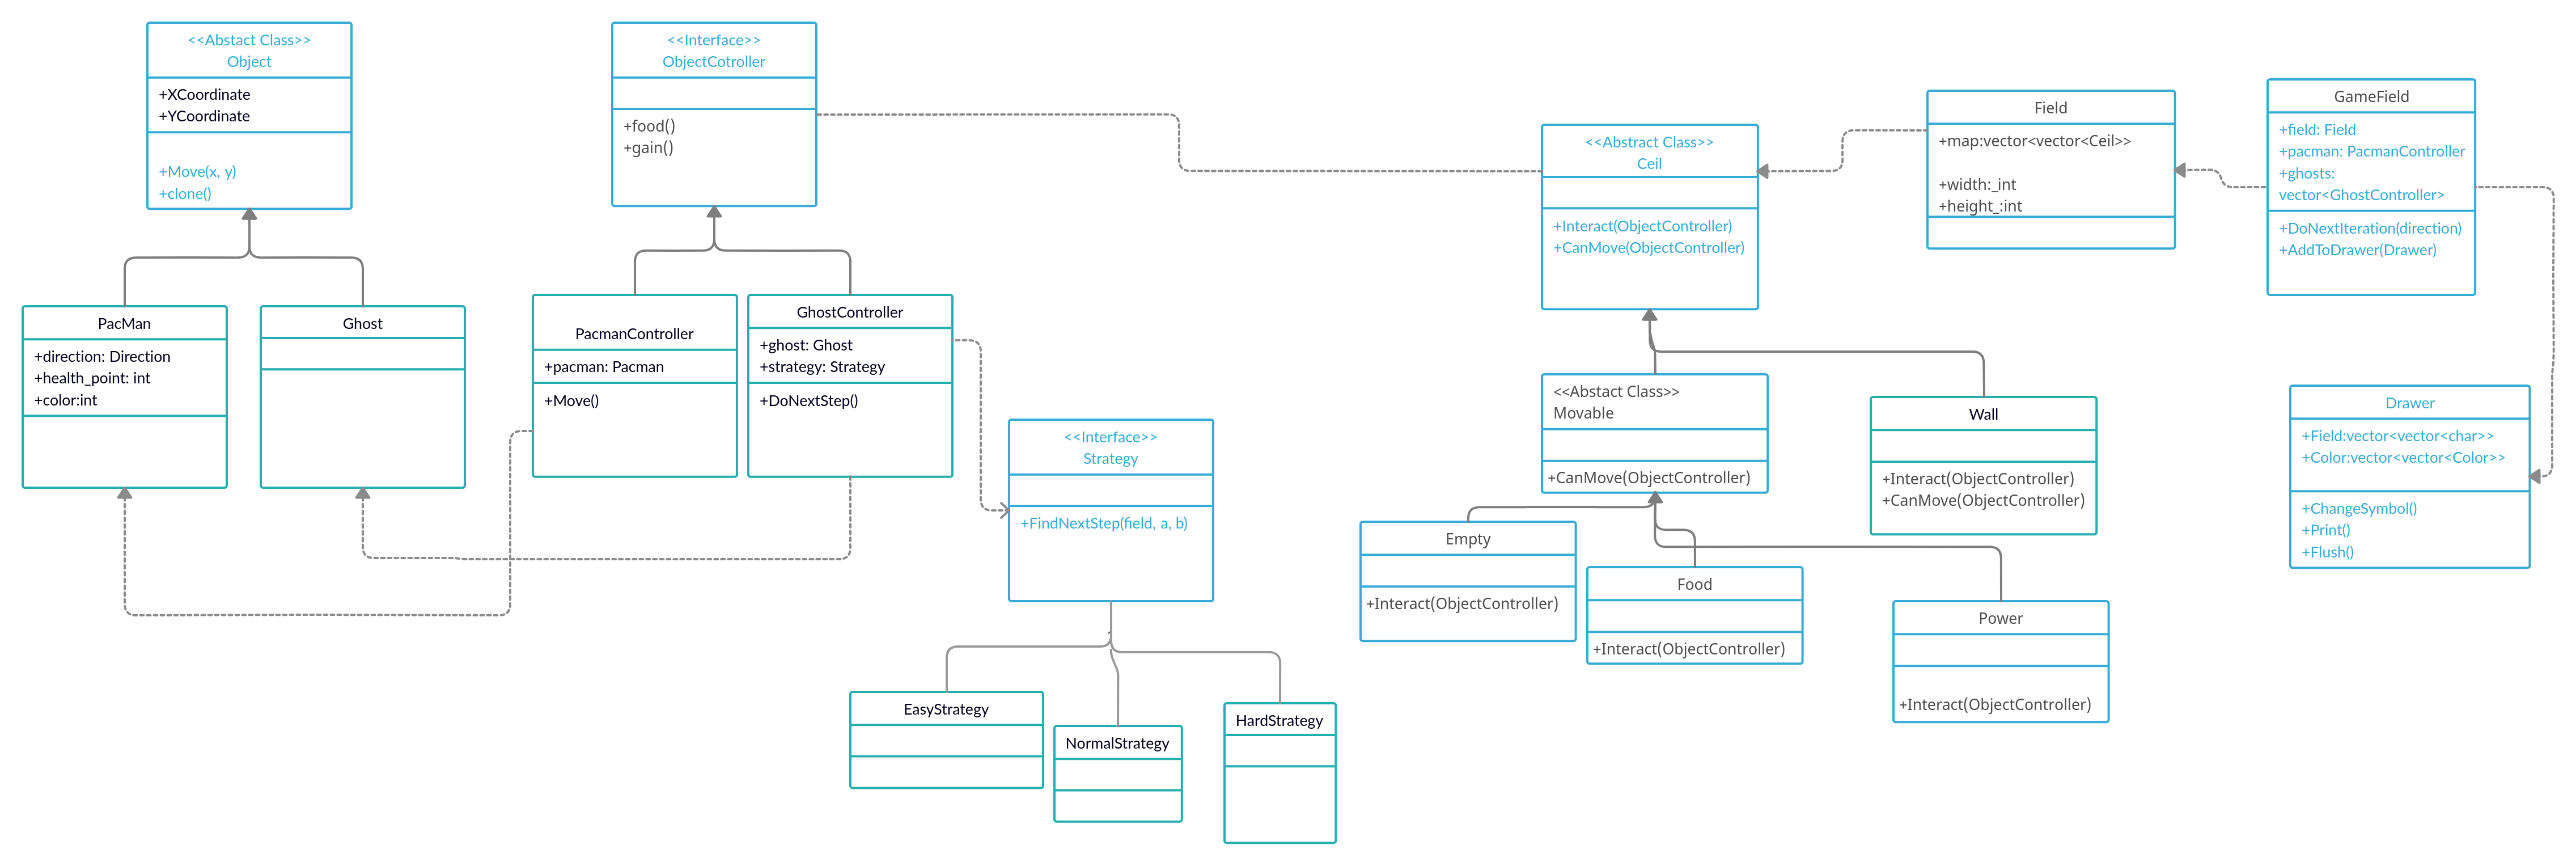 <<Abstact Class>>
Object
+XCoordinate
+YCoordinate
+Move(x, y)
+clone()
<<Interface>>
ObjectCotroller
+food()
+gain()
<<Abstract Class>>
Ceil
+Interact(ObjectController)
+CanMove(ObjectController)
Field
+map:vector<vector<Ceil>>
+width:_int
+height_:int
GameField
+field: Field
+pacman: PacmanController
+ghosts:
vector<GhostController>
+DoNextIteration(direction)
+AddToDrawer(Drawer)
PacMan
+direction: Direction
+health_point: int
+color:int
Ghost
PacmanController
+pacman: Pacman
+Move()
GhostController
+ghost: Ghost
+strategy: Strategy
+DoNextStep()
<<Interface>>
Strategy
+FindNextStep(field, a, b)
<<Abstact Class>>
Movable
+CanMove(ObjectController)
Wall
+Interact(ObjectController)
+CanMove(ObjectController)
Drawer
+Field:vector<vector<char>>
+Color:vector<vector<Color>>
+ChangeSymbol()
+Print()
+Flush()
Empty
+Interact(ObjectController)
Food
+Interact(ObjectController)
Power
+Interact(ObjectController)
EasyStrategy
NormalStrategy
HardStrategy